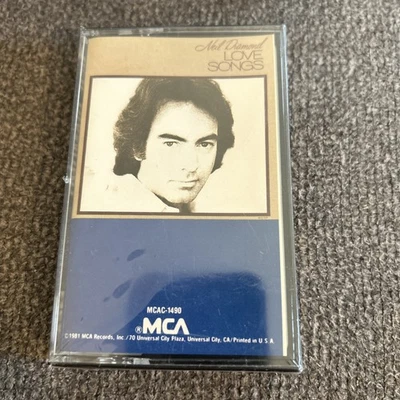 Neil Diamond
LOVE
SONGS
MCAC-1490
®MCA
©1981 MCA Records, Inc./70 Universal City Plaza, Universal City, CA/Printed in U S A